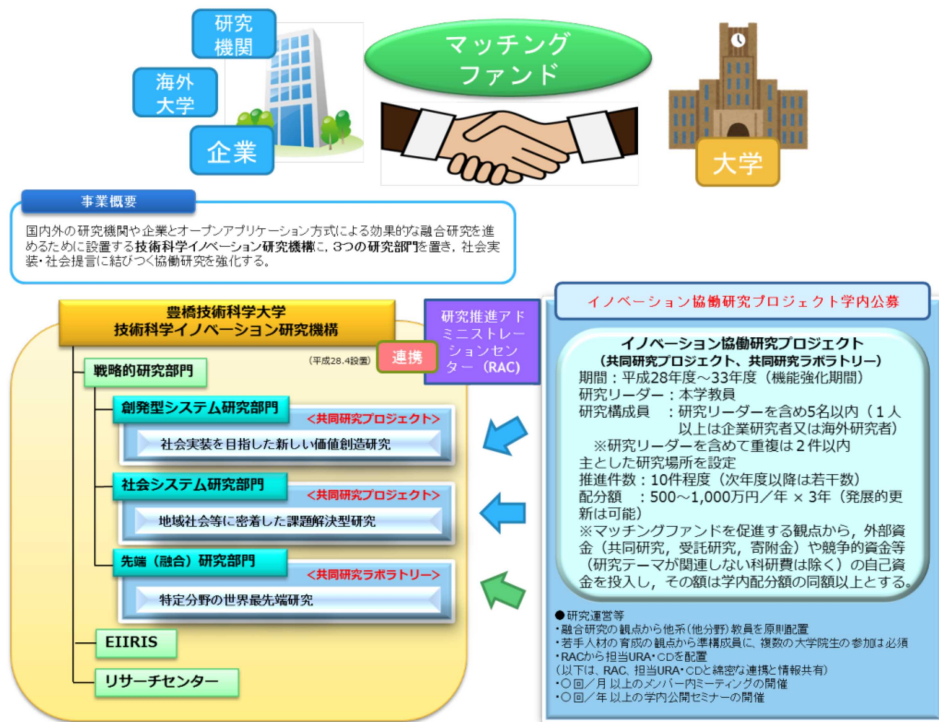 研究
機関
海外
大学
企業
マッチング
ファンド
大学
事業概要
国内外の研究機関や企業とオープンアプリケーション方式による効果的な融合研究を進
めるために設置する技術科学イノベーション研究機構に，3つの研究部門を置き，社会実
装・社会提言に結びつく協働研究を強化する。
豊橋技術科学大学
技術科学イノベーション研究機構
(平成28.4設置)
連携
研究推進アド
ミニストレー
ションセン
ター（RAC)
戦略的研究部門
創発型システム研究部門
<共同研究プロジェクト>
社会実装を目指した新しい価値創造研究
社会システム研究部門
<共同研究プロジェクト>
地域社会等に密着した課題解決型研究
先端（融合）研究部門
<共同研究ラボラトリー>
特定分野の世界最先端研究
EIIRIS
リサーチセンター
イノベーション協働研究プロジェクト学内公募
イノベーション協働研究プロジェクト
（共同研究プロジェクト、共同研究ラボラトリー）
期間：平成28年度～33年度（機能強化期間）
研究リーダー：本学教員
研究構成員　：研究リーダーを含め5名以内（１人
以上は企業研究者又は海外研究者）
※研究リーダーを含めて重複は２件以内
主とした研究場所を設定
推進件数：10件程度（次年度以降は若干数）
配分額　：500～1,000万円／年 × 3年（発展的更
新は可能）
※マッチングファンドを促進する観点から，外部資
金（共同研究，受託研究，寄附金）や競争的資金等
（研究テーマが関連しない科研費は除く）の自己資
金を投入し，その額は学内配分額の同額以上とする。
●研究運営等
・融合研究の観点から他系(他分野)教員を原則配置
・若手人材の育成の観点から準構成員に、複数の大学院生の参加は必須
・RACから担当URA・CDを配置
(以下は、RAC、担当URA・CDと綿密な連携と情報共有)
・〇回／月以上のメンバー内ミーティングの開催
・〇回／年以上の学内公開セミナーの開催